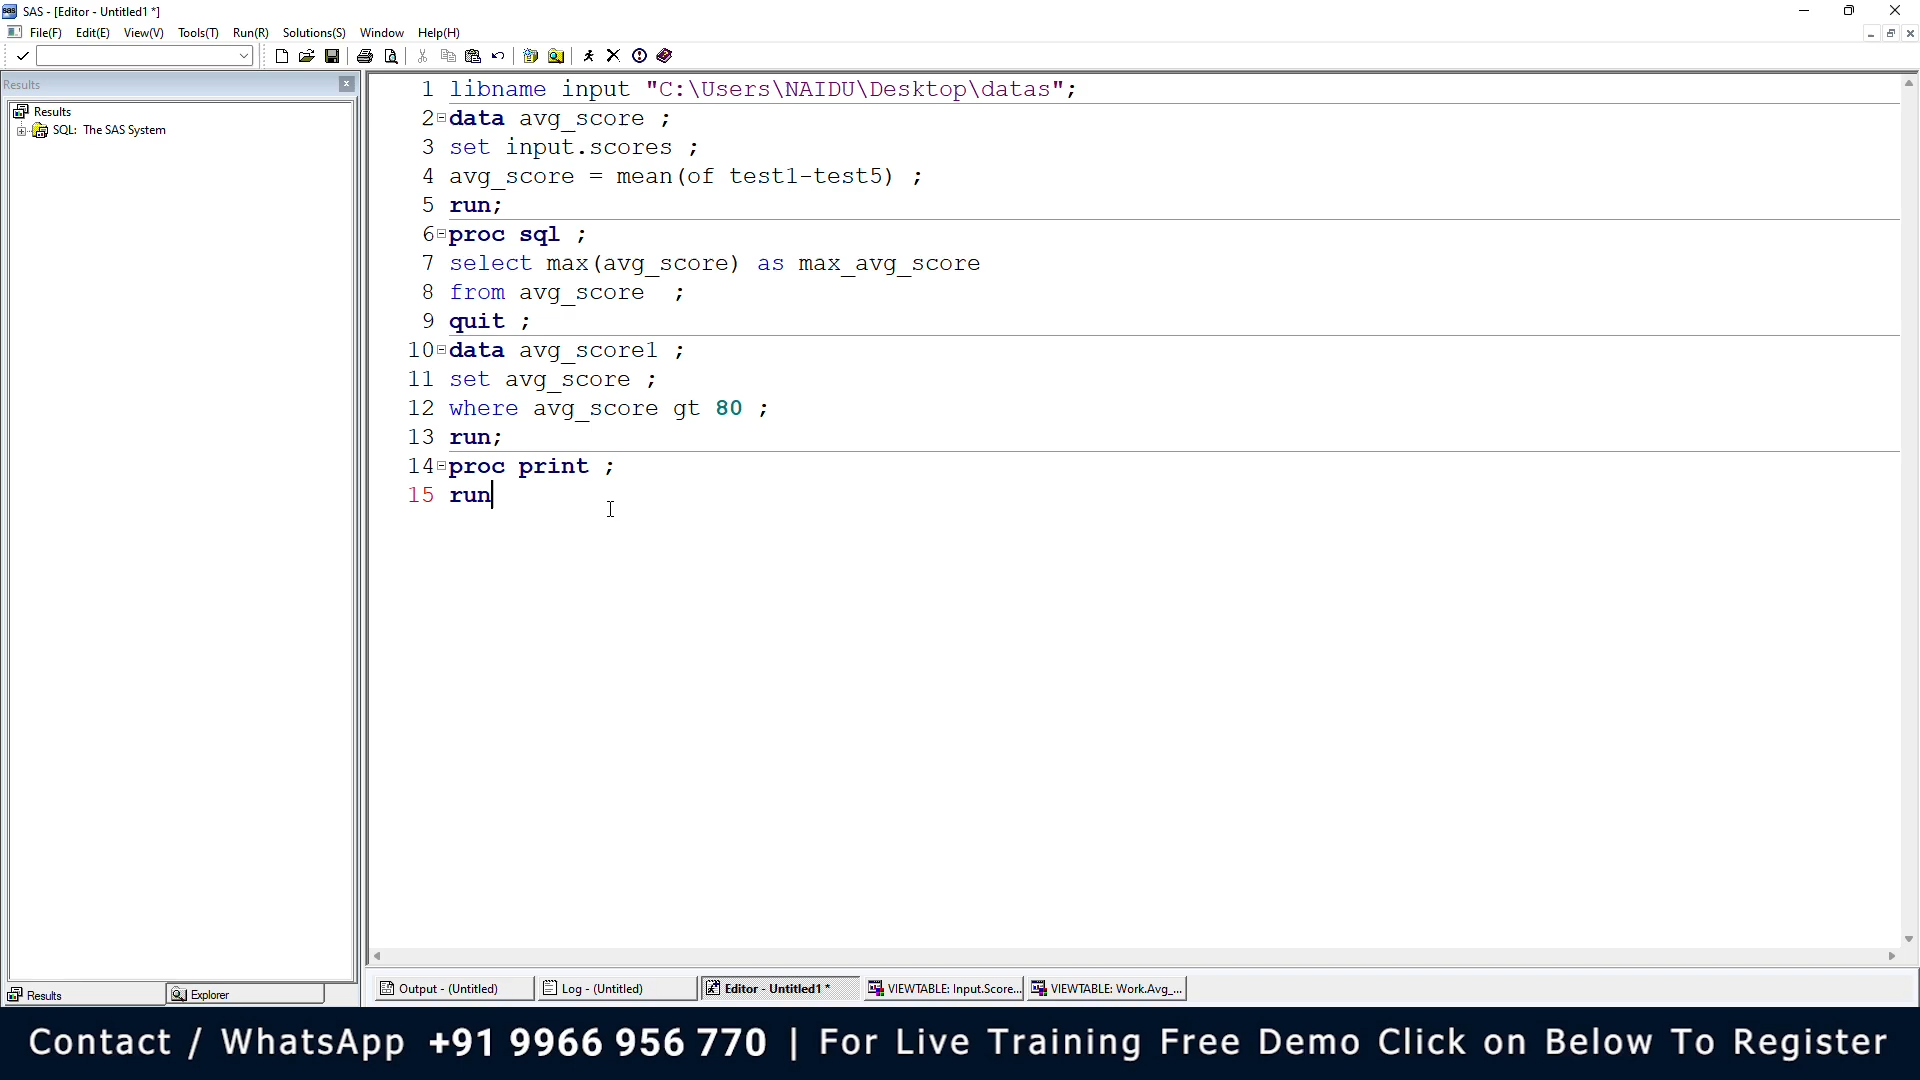 SAS - [Editor - Untitled1 *]
File(F) Edit(E) View(V) Tools(T) Run(R) Solutions(S) Window Help(H)
Results
Results
SQL: The SAS System
1 libname input "C:\Users\NAIDU\Desktop\datas";
2 data avg_score ;
3 set input.scores ;
4 avg_score = mean(of test1-test5) ;
5 run;
6 proc sql ;
7 select max(avg_score) as max_avg_score
8 from avg_score ;
9 quit ;
10 data avg_score1 ;
11 set avg_score ;
12 where avg_score gt 80 ;
13 run;
14 proc print ;
15 run
Results Explorer
Output - (Untitled) Log - (Untitled) Editor - Untitled1 * VIEWTABLE: Input.Score... VIEWTABLE: Work.Avg_...
Contact / WhatsApp +91 9966 956 770 | For Live Training Free Demo Click on Below To Register